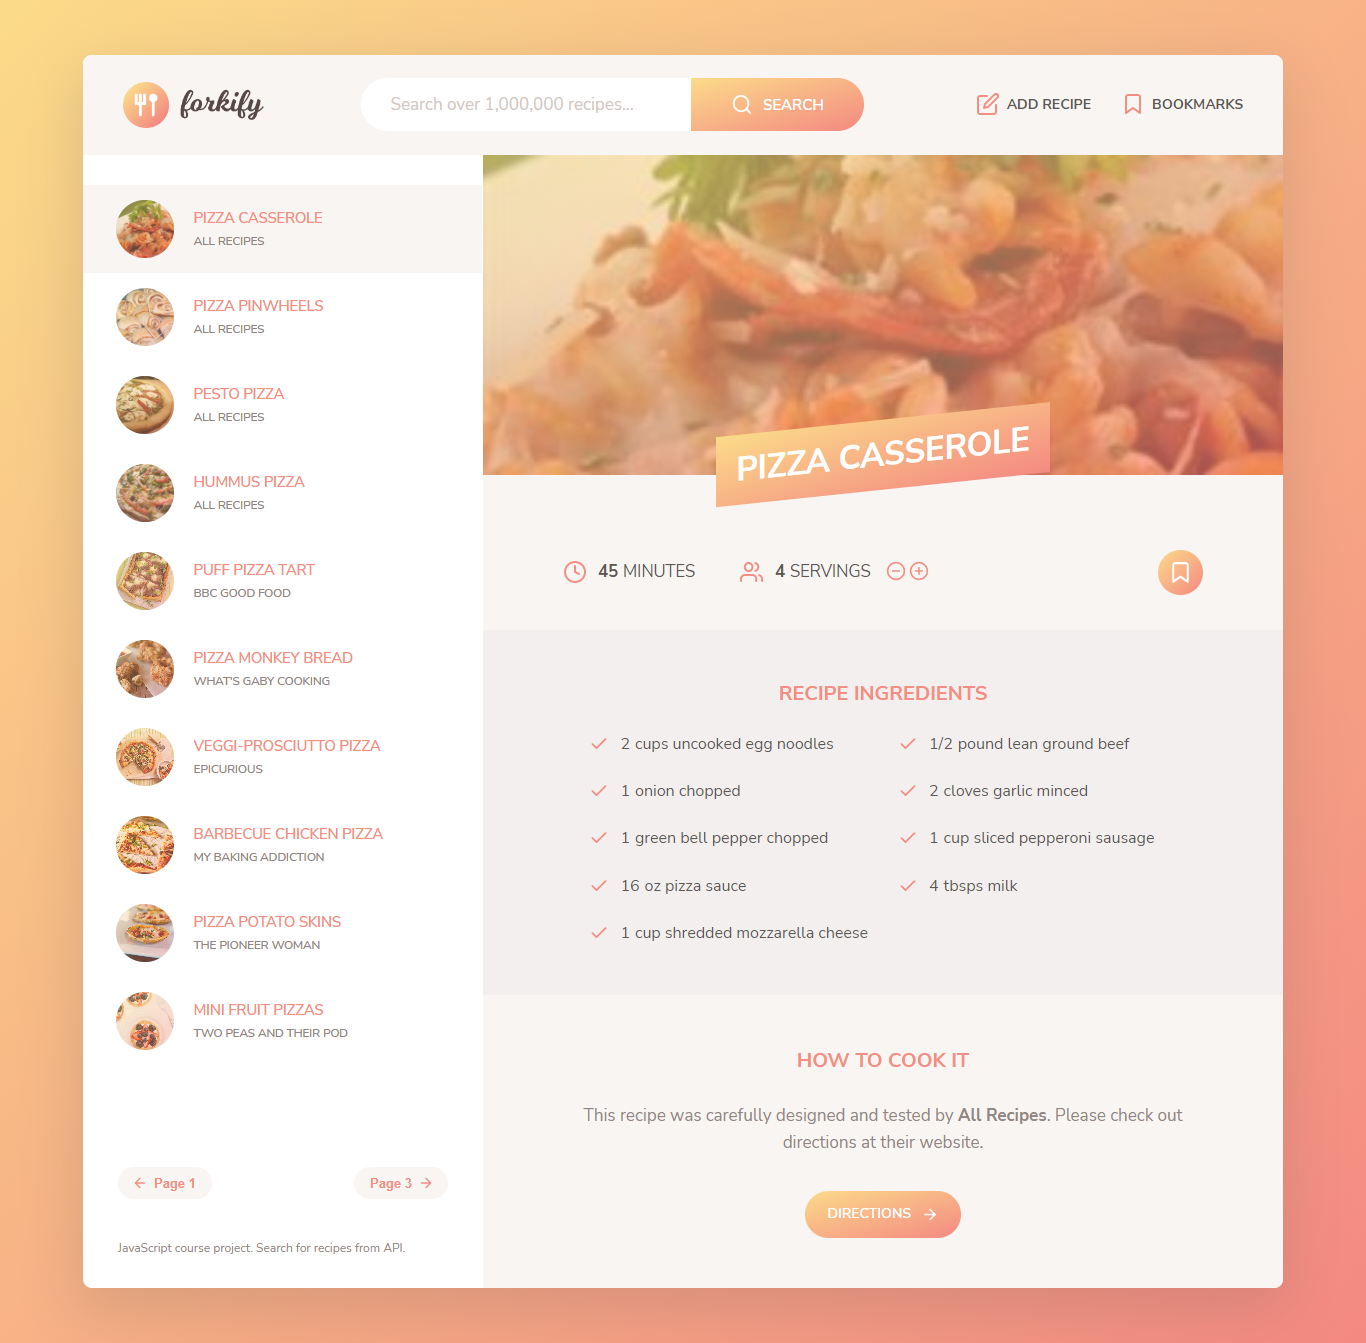 forkify
Search over 1,000,000 recipes...
SEARCH
ADD RECIPE
BOOKMARKS
PIZZA CASSEROLE
ALL RECIPES
PIZZA PINWHEELS
ALL RECIPES
PESTO PIZZA
ALL RECIPES
HUMMUS PIZZA
ALL RECIPES
PUFF PIZZA TART
BBC GOOD FOOD
PIZZA MONKEY BREAD
WHAT'S GABY COOKING
VEGGI-PROSCIUTTO PIZZA
EPICURIOUS
BARBECUE CHICKEN PIZZA
MY BAKING ADDICTION
PIZZA POTATO SKINS
THE PIONEER WOMAN
MINI FRUIT PIZZAS
TWO PEAS AND THEIR POD
Page 1
Page 3
JavaScript course project. Search for recipes from API.
PIZZA CASSEROLE
45 MINUTES
4 SERVINGS
RECIPE INGREDIENTS
2 cups uncooked egg noodles
1/2 pound lean ground beef
1 onion chopped
2 cloves garlic minced
1 green bell pepper chopped
1 cup sliced pepperoni sausage
16 oz pizza sauce
4 tbsps milk
1 cup shredded mozzarella cheese
HOW TO COOK IT
This recipe was carefully designed and tested by All Recipes. Please check out
directions at their website.
DIRECTIONS